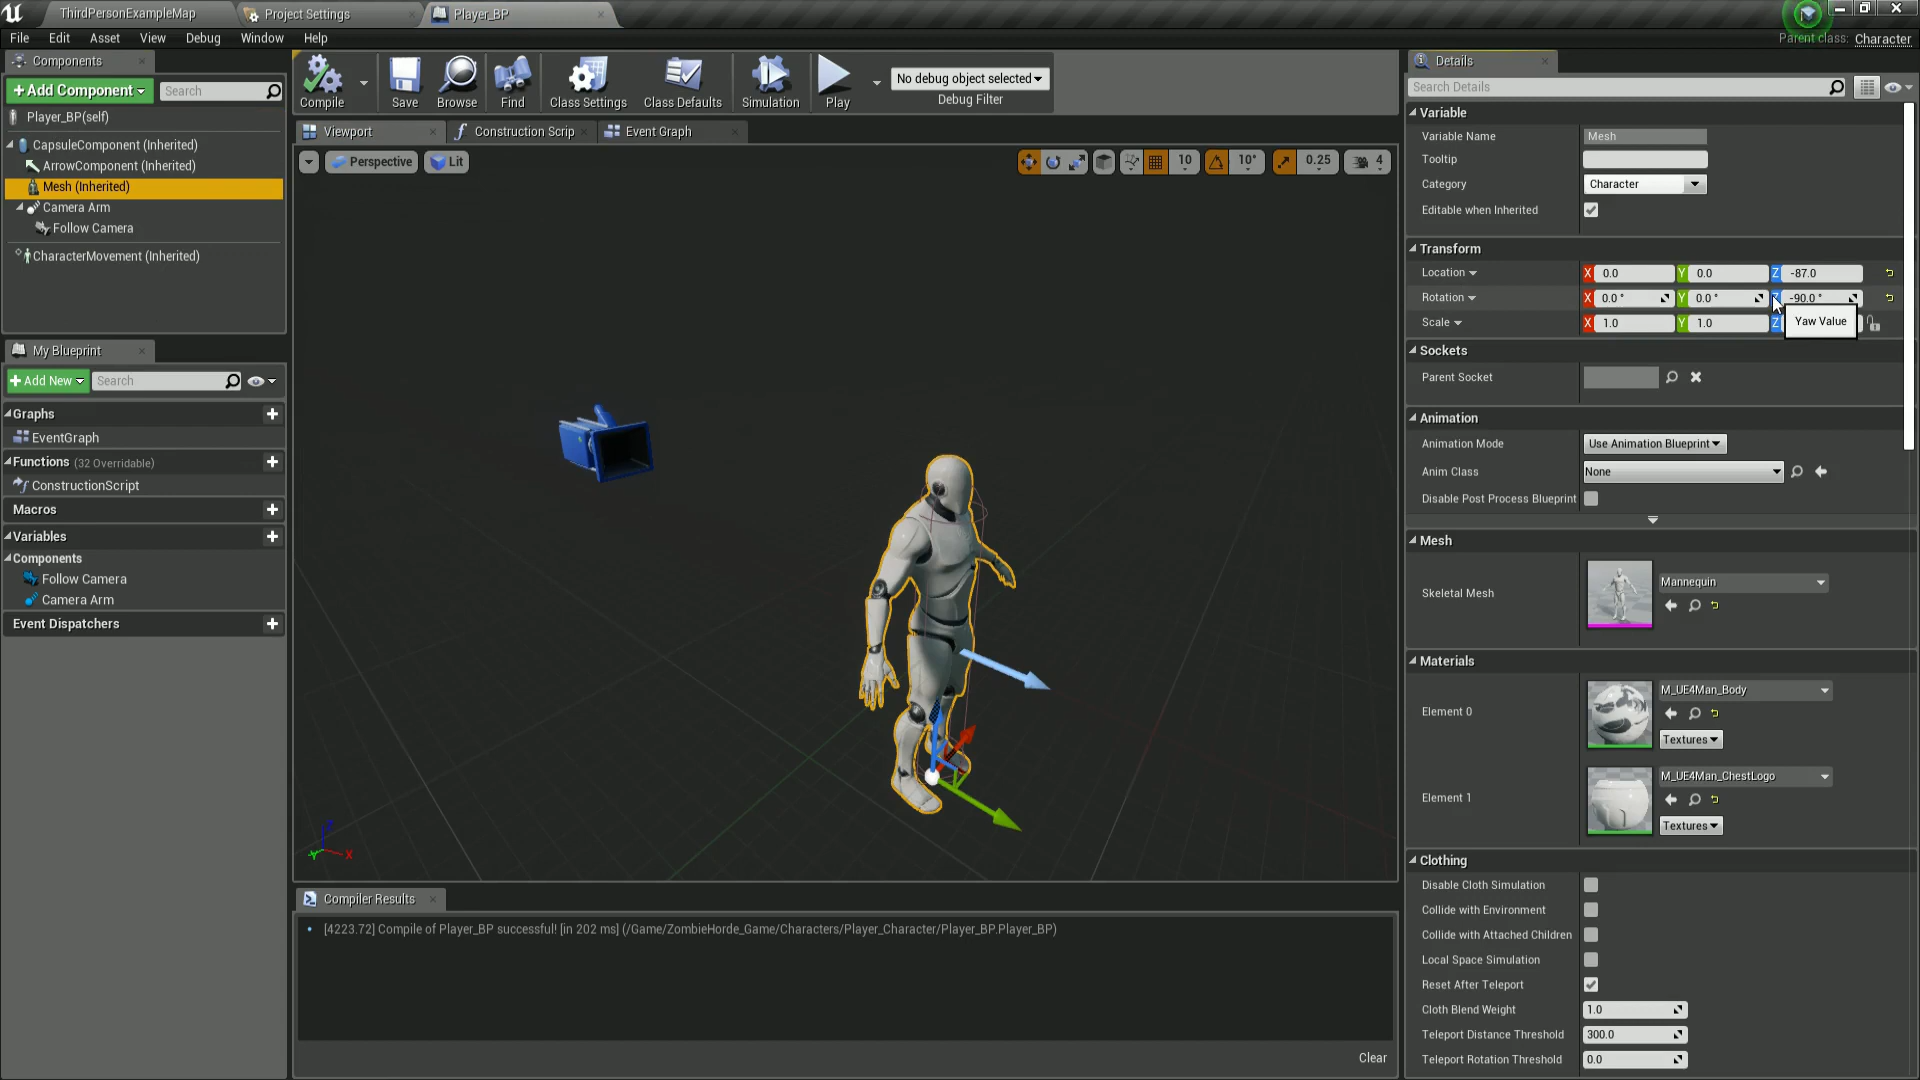 ThirdPersonExampleMap
Project Settings
Player_BP
File Edit Asset View Debug Window Help
Parent class: Character
Components
+Add Component
Search
Player_BP(self)
CapsuleComponent (Inherited)
ArrowComponent (Inherited)
Mesh (Inherited)
Camera Arm
Follow Camera
CharacterMovement (Inherited)
My Blueprint
+Add New
Search
Graphs
EventGraph
Functions (32 Overridable)
ConstructionScript
Macros
Variables
Components
Follow Camera
Camera Arm
Event Dispatchers
Compile Save Browse Find Class Settings Class Defaults Simulation Play
No debug object selected
Debug Filter
Viewport Construction Scrip Event Graph
Perspective Lit
10 10° 0.25 4
Z
Y X
Compiler Results
[4223.72] Compile of Player_BP successful! [in 202 ms] (/Game/ZombieHorde_Game/Characters/Player_Character/Player_BP.Player_BP)
Clear
Details
Search Details
Variable
Variable Name Mesh
Tooltip
Category Character
Editable when Inherited
Transform
Location X 0.0 Y 0.0 Z -87.0
Rotation X 0.0 ° Y 0.0 ° -90.0 °
Scale X 1.0 Y 1.0 Z
Yaw Value
Sockets
Parent Socket
Animation
Animation Mode Use Animation Blueprint
Anim Class None
Disable Post Process Blueprint
Mesh
Skeletal Mesh Mannequin
Materials
Element 0 M_UE4Man_Body
Textures
Element 1 M_UE4Man_ChestLogo
Textures
Clothing
Disable Cloth Simulation
Collide with Environment
Collide with Attached Children
Local Space Simulation
Reset After Teleport
Cloth Blend Weight 1.0
Teleport Distance Threshold 300.0
Teleport Rotation Threshold 0.0